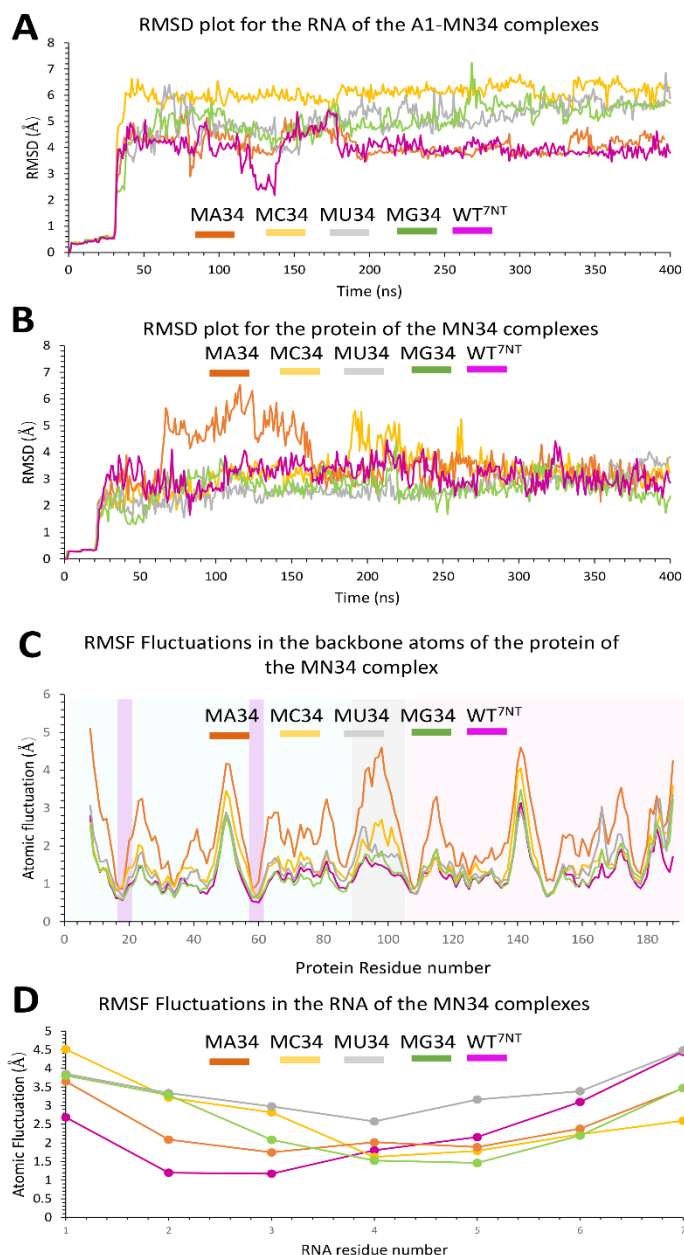 A
RMSD plot for the RNA of the A1-MN34 complexes
8
7
6
5
4
3
2
1
0
RMSD (Å)
MA34 MC34 MU34 MG34 WT7NT
0 50 100 150 200 250 300 350 400
Time (ns)
B
RMSD plot for the protein of the MN34 complexes
MA34 MC34 MU34 MG34 WT7NT
8
7
6
5
4
3
2
1
0
RMSD (Å)
0 50 100 150 200 250 300 350 400
Time (ns)
C
RMSF Fluctuations in the backbone atoms of the protein of
the MN34 complex
MA34 MC34 MU34 MG34 WT7NT
6
5
4
3
2
1
0
Atomic fluctuation (Å)
0 20 40 60 80 100 120 140 160 180
Protein Residue number
D
RMSF Fluctuations in the RNA of the MN34 complexes
MA34 MC34 MU34 MG34 WT7NT
5
4.5
4
3.5
3
2.5
2
1.5
1
0.5
0
Atomic Fluctuation (Å)
1 2 3 4 5 6 7
RNA residue number